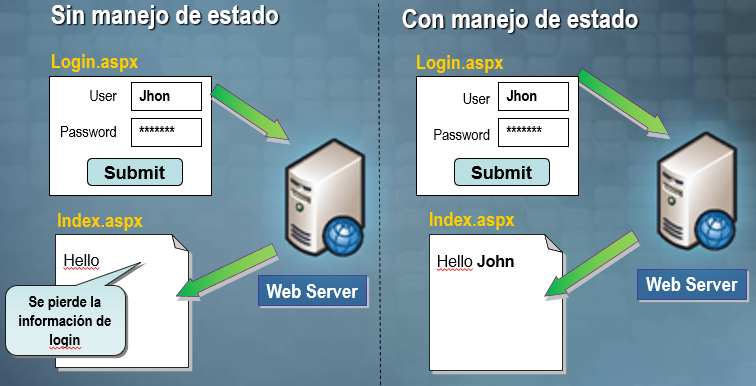 Sin manejo de estado
Login.aspx
User Jhon
Password *******
Submit
Index.aspx
Hello
Se pierde la
información de
login
Web Server
Con manejo de estado
Login.aspx
User Jhon
Password *******
Submit
Index.aspx
Hello John
Web Server